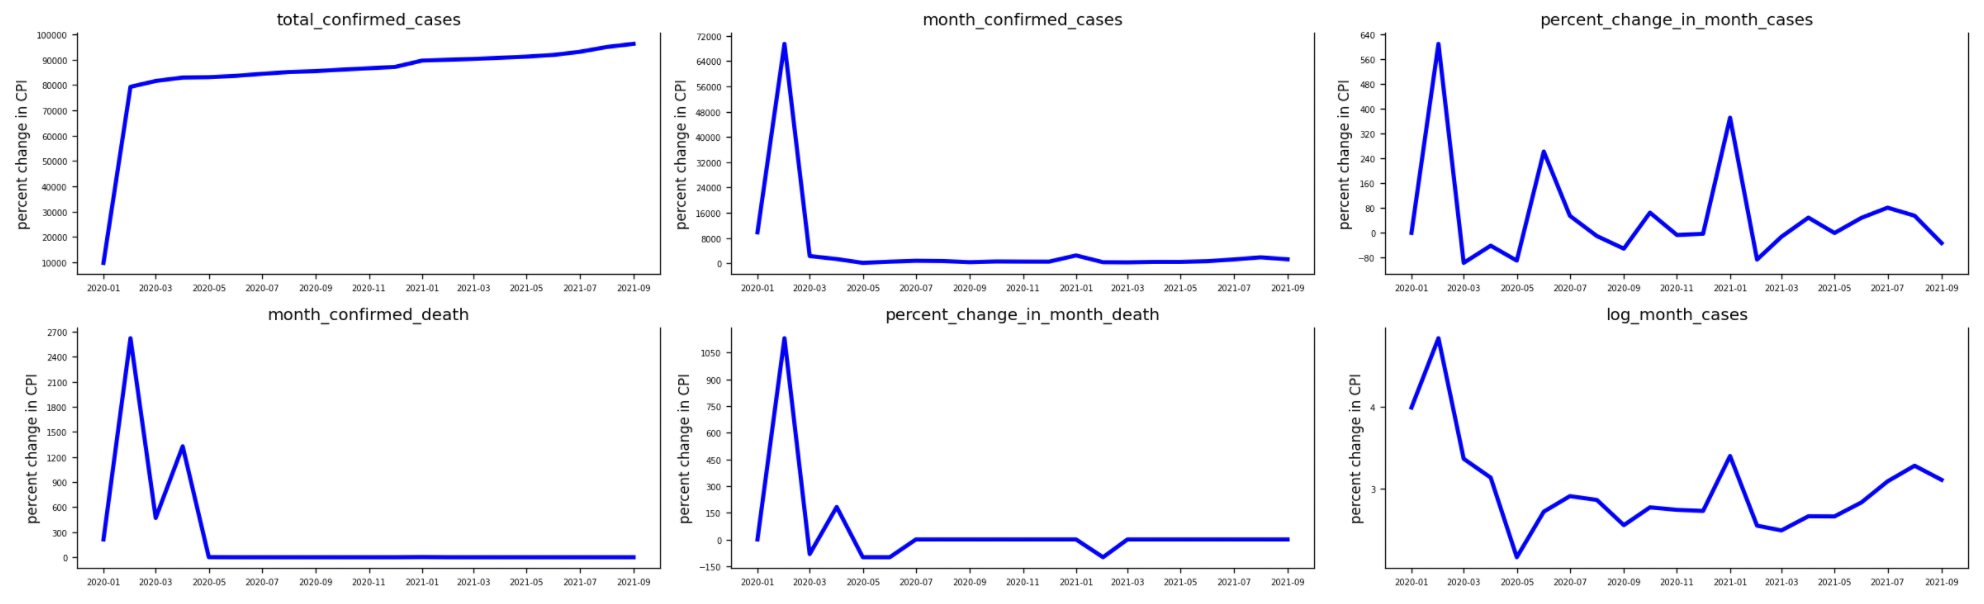 total_confirmed_cases
percent change in CPI
100000
90000
80000
70000
60000
50000
40000
30000
20000
10000
2020-01 2020-03 2020-05 2020-07 2020-09 2020-11 2021-01 2021-03 2021-05 2021-07 2021-09
month_confirmed_cases
percent change in CPI
72000
64000
56000
48000
40000
32000
24000
16000
8000
0
2020-01 2020-03 2020-05 2020-07 2020-09 2020-11 2021-01 2021-03 2021-05 2021-07 2021-09
percent_change_in_month_cases
percent change in CPI
640
560
480
400
320
240
160
80
0
−80
2020-01 2020-03 2020-05 2020-07 2020-09 2020-11 2021-01 2021-03 2021-05 2021-07 2021-09
month_confirmed_death
percent change in CPI
2700
2400
2100
1800
1500
1200
900
600
300
0
2020-01 2020-03 2020-05 2020-07 2020-09 2020-11 2021-01 2021-03 2021-05 2021-07 2021-09
percent_change_in_month_death
percent change in CPI
1050
900
750
600
450
300
150
0
−150
2020-01 2020-03 2020-05 2020-07 2020-09 2020-11 2021-01 2021-03 2021-05 2021-07 2021-09
log_month_cases
percent change in CPI
4
3
2020-01 2020-03 2020-05 2020-07 2020-09 2020-11 2021-01 2021-03 2021-05 2021-07 2021-09